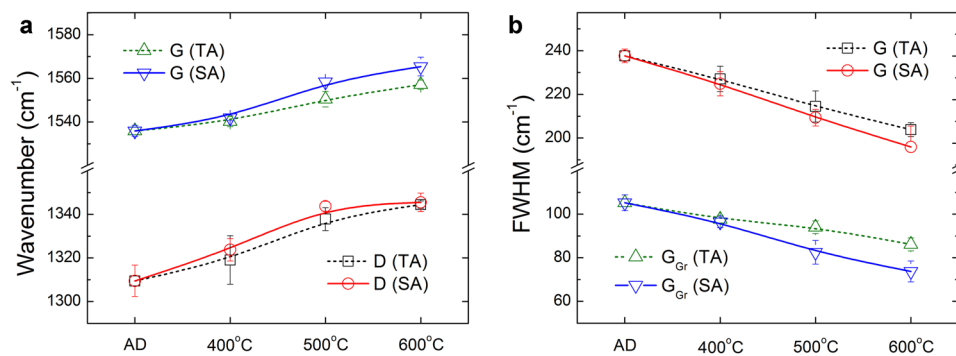 a
Wavenumber (cm-1)
1580
1560
1540
1340
1320
1300
G (TA)
G (SA)
D (TA)
D (SA)
AD
400°C
500°C
600°C
b
FWHM (cm-1)
240
220
200
100
80
60
G (TA)
G (SA)
GGr (TA)
GGr (SA)
AD
400°C
500°C
600°C